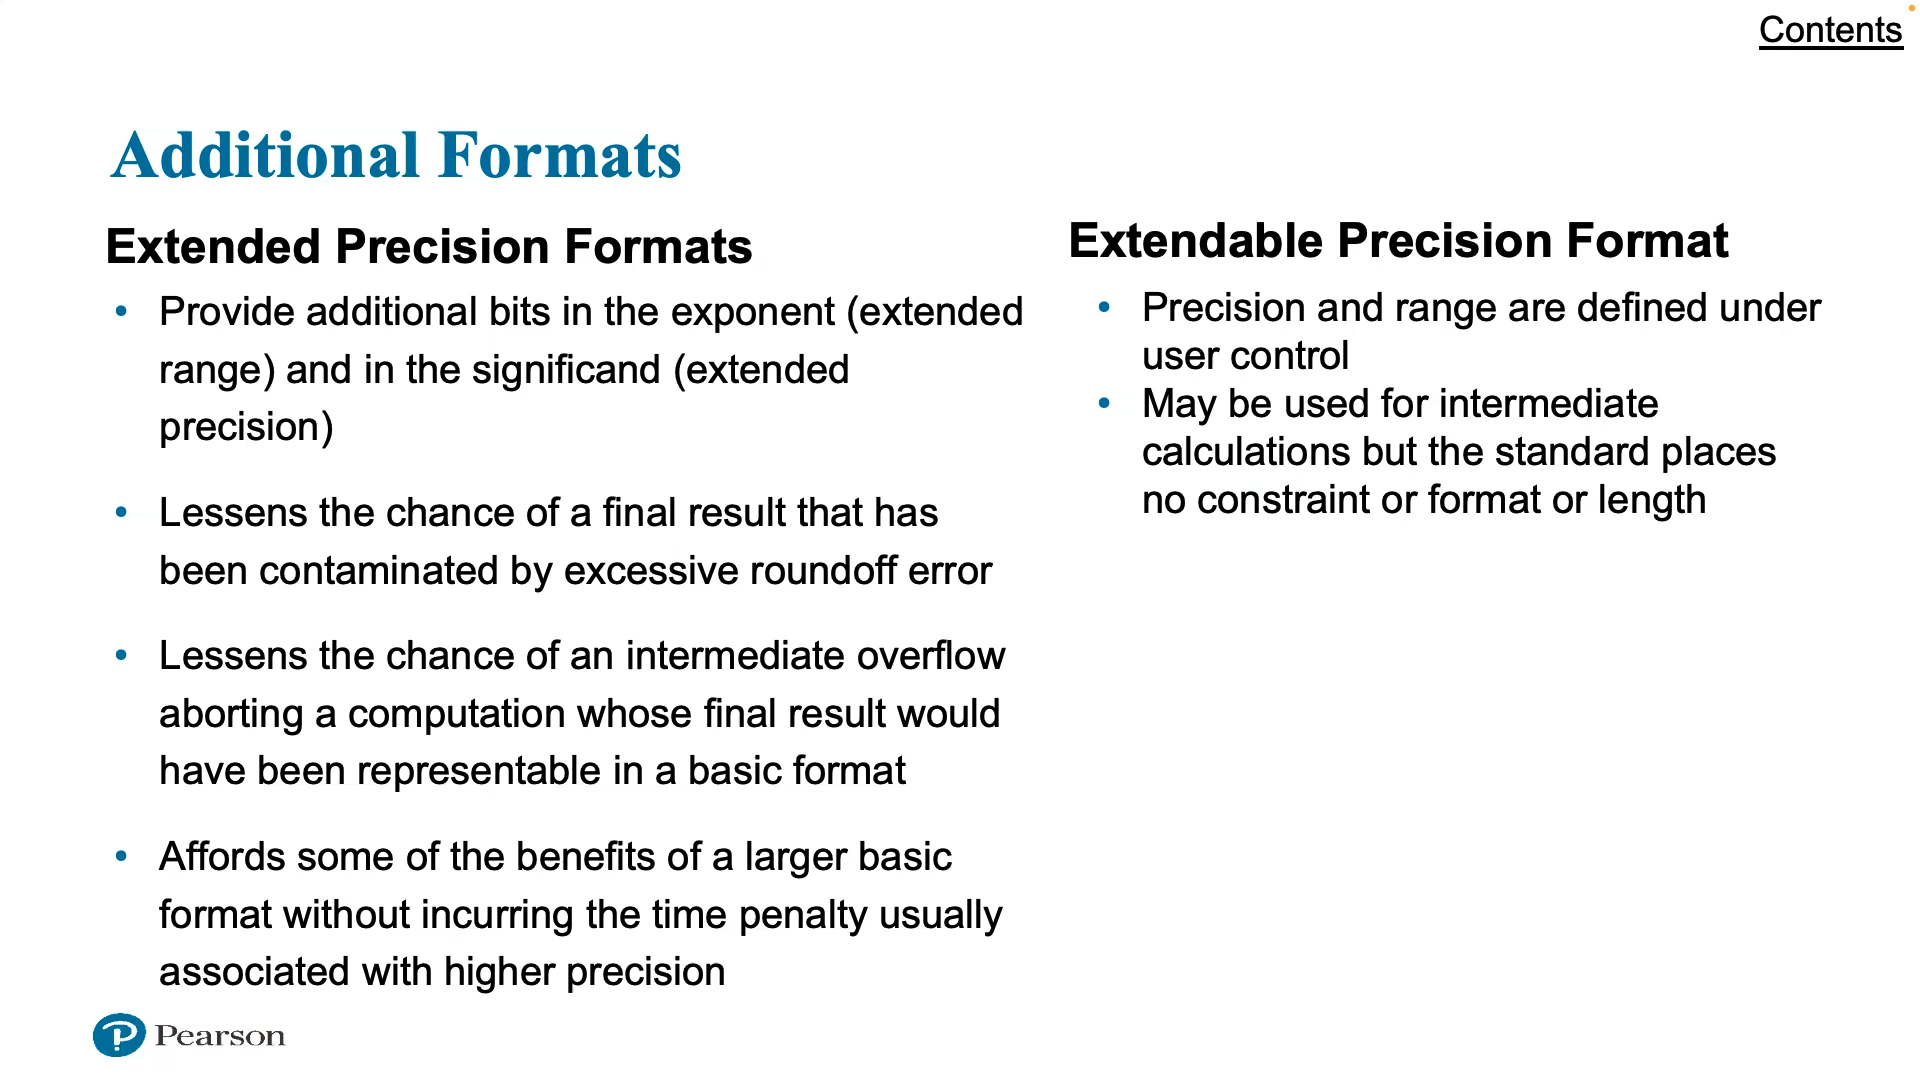 Contents
Additional Formats
Extended Precision Formats
• Provide additional bits in the exponent (extended
range) and in the significand (extended
precision)
• Lessens the chance of a final result that has
been contaminated by excessive roundoff error
• Lessens the chance of an intermediate overflow
aborting a computation whose final result would
have been representable in a basic format
• Affords some of the benefits of a larger basic
format without incurring the time penalty usually
associated with higher precision
Extendable Precision Format
• Precision and range are defined under
user control
• May be used for intermediate
calculations but the standard places
no constraint or format or length
Pearson